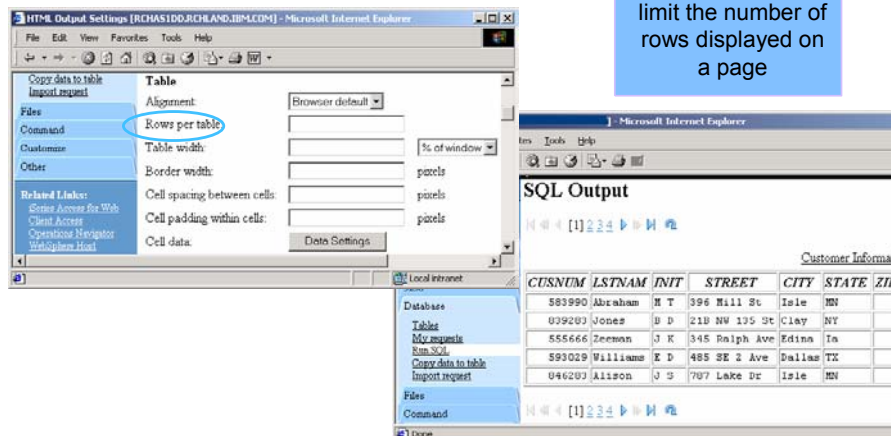 limit the number of
rows displayed on
a page
HTML Output Settings [RCHAS1DD.RCHLAND.IBM.COM] - Microsoft Internet Explorer
File Edit View Favorites Tools Help
Copy data to table
Import request
Files
Command
Customize
Other
Related Links:
iSeries Access for Web
Client Access
Operations Navigator
WebSphere Host
Table
Alignment: Browser default
Rows per table:
Table width: % of window
Border width: pixels
Cell spacing between cells: pixels
Cell padding within cells: pixels
Cell data: Data Settings
Local intranet
] - Microsoft Internet Explorer
Tools Help
SQL Output
[1] 2 3 4
Customer Informa
CUSNUM LSTNAM INIT STREET CITY STATE ZI
583990 Abraham M T 396 Mill St Isle MN
839283 Jones B D 21B NW 135 St Clay NY
555666 Zeeman J K 345 Ralph Ave Edina Ia
593029 Williams E D 485 SE 2 Ave Dallas TX
846283 Alison J S 787 Lake Dr Isle MN
[1] 2 3 4
Database
Tables
My requests
Run SQL
Copy data to table
Import request
Files
Command
Done